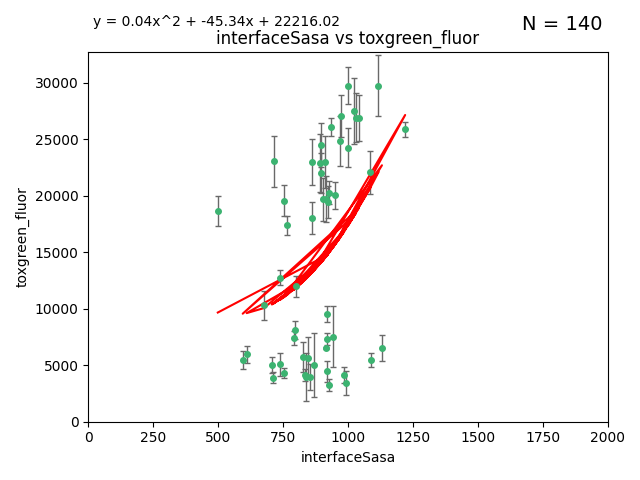 y = 0.04x^2 + -45.34x + 22216.02
N = 140
interfaceSasa vs toxgreen_fluor
30000
25000
20000
15000
10000
5000
0
toxgreen_fluor
0 250 500 750 1000 1250 1500 1750 2000
interfaceSasa